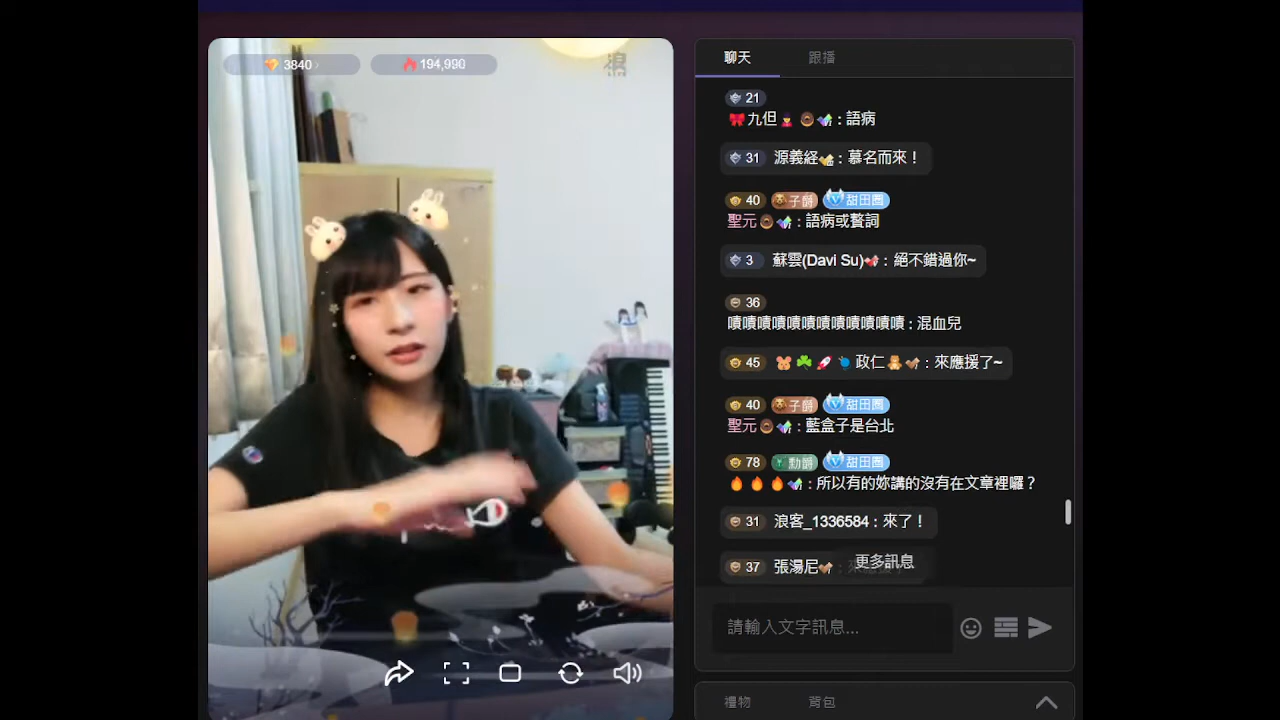 3840
194,990
浪
聊天
跟播
21
九但 : 語病
31 源義経 : 慕名而來！
40 子爵 甜田圈
聖元 : 語病或贅詞
3 蘇雲(Davi Su) : 絕不錯過你~
36
嘖嘖嘖嘖嘖嘖嘖嘖嘖嘖嘖嘖 : 混血兒
45 政仁 : 來應援了~
40 子爵 甜田圈
聖元 : 藍盒子是台北
78 勳爵 甜田圈
: 所以有的妳講的沒有在文章裡囉？
31 浪客_1336584 : 來了！
37 張湯尼 :
更多訊息
請輸入文字訊息...
禮物
背包